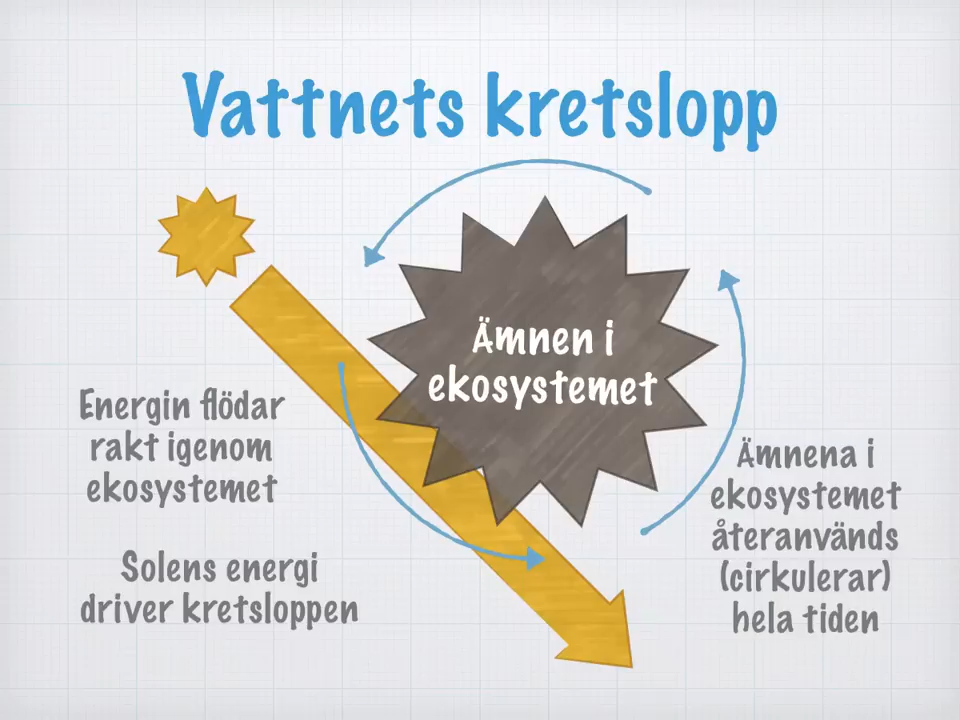 Vattnets kretslopp
Ämnen i
ekosystemet
Energin flödar
rakt igenom
ekosystemet
Solens energi
driver kretsloppen
Ämnena i
ekosystemet
återanvänds
(cirkulerar)
hela tiden